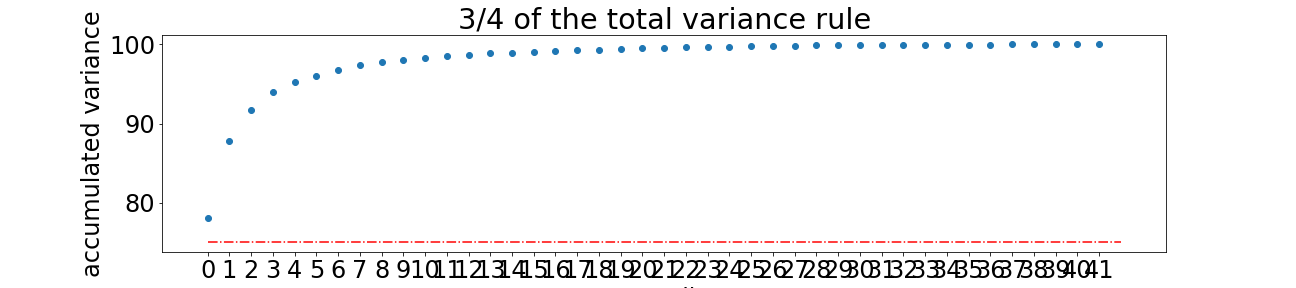 3/4 of the total variance rule
accumulated variance
100
90
80
0 1 2 3 4 5 6 7 8 9 10 11 12 13 14 15 16 17 18 19 20 21 22 23 24 25 26 27 28 29 30 31 32 33 34 35 36 37 38 39 40 41